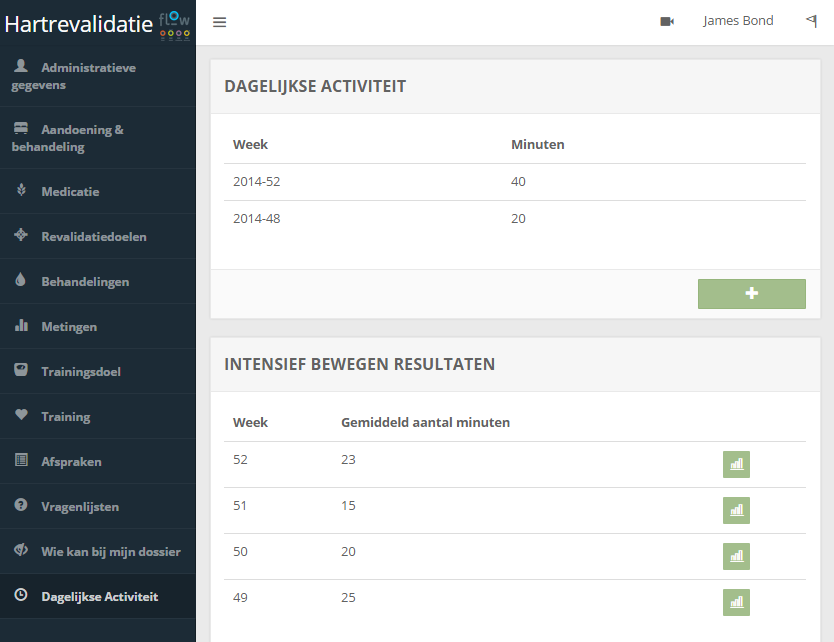 Hartrevalidatie flow
James Bond
Administratieve
gegevens
Aandoening &
behandeling
Medicatie
Revalidatiedoelen
Behandelingen
Metingen
Trainingsdoel
Training
Afspraken
Vragenlijsten
Wie kan bij mijn dossier
Dagelijkse Activiteit
DAGELIJKSE ACTIVITEIT
Week Minuten
2014-52 40
2014-48 20
INTENSIEF BEWEGEN RESULTATEN
Week Gemiddeld aantal minuten
52 23
51 15
50 20
49 25